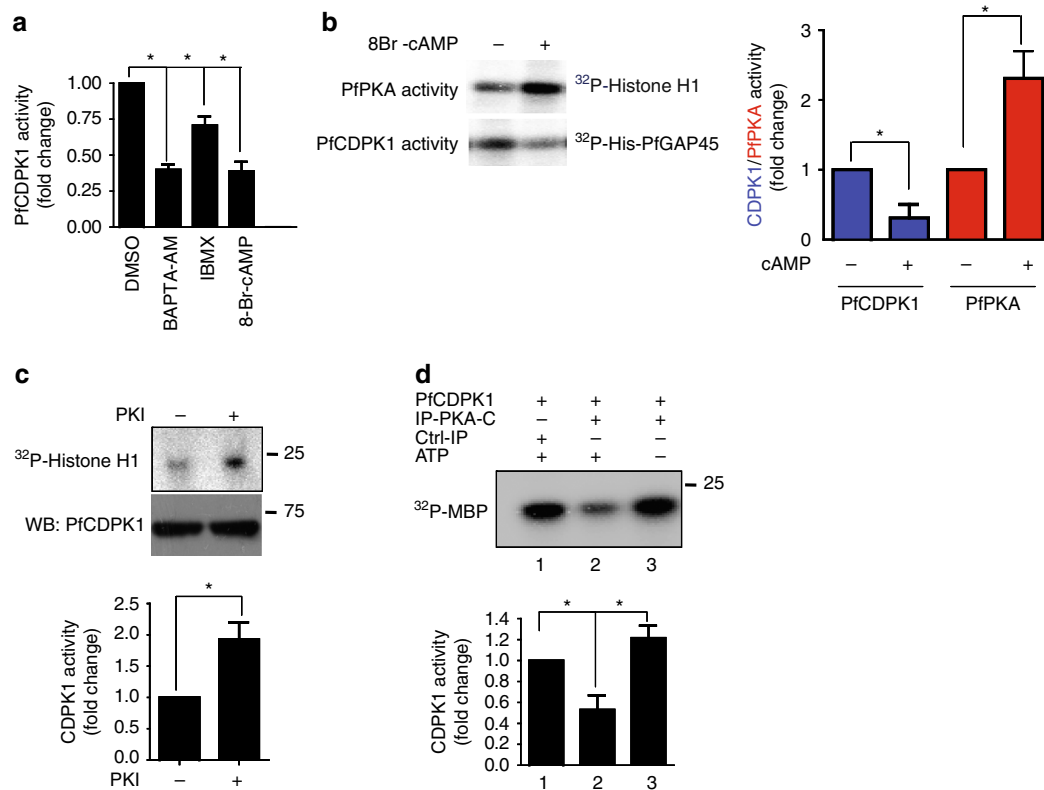 a
PfCDPK1 activity
(fold change)
1.00
0.75
0.50
0.25
0.00
DMSO
BAPTA-AM
IBMX
8-Br-cAMP
* * *
b
8Br -cAMP – +
PfPKA activity
32P-Histone H1
PfCDPK1 activity
32P-His-PfGAP45
CDPK1/PfPKA activity
(fold change)
3
2
1
0
*
*
cAMP – + – +
PfCDPK1 PfPKA
c
PKI – +
32P-Histone H1
25
WB: PfCDPK1
75
CDPK1 activity
(fold change)
2.5
2.0
1.5
1.0
0.5
0.0
*
PKI – +
d
PfCDPK1 + + +
IP-PKA-C – + +
Ctrl-IP + – –
ATP + + –
32P-MBP
25
1 2 3
CDPK1 activity
(fold change)
1.4
1.2
1.0
0.8
0.6
0.4
0.2
0.0
* *
1 2 3